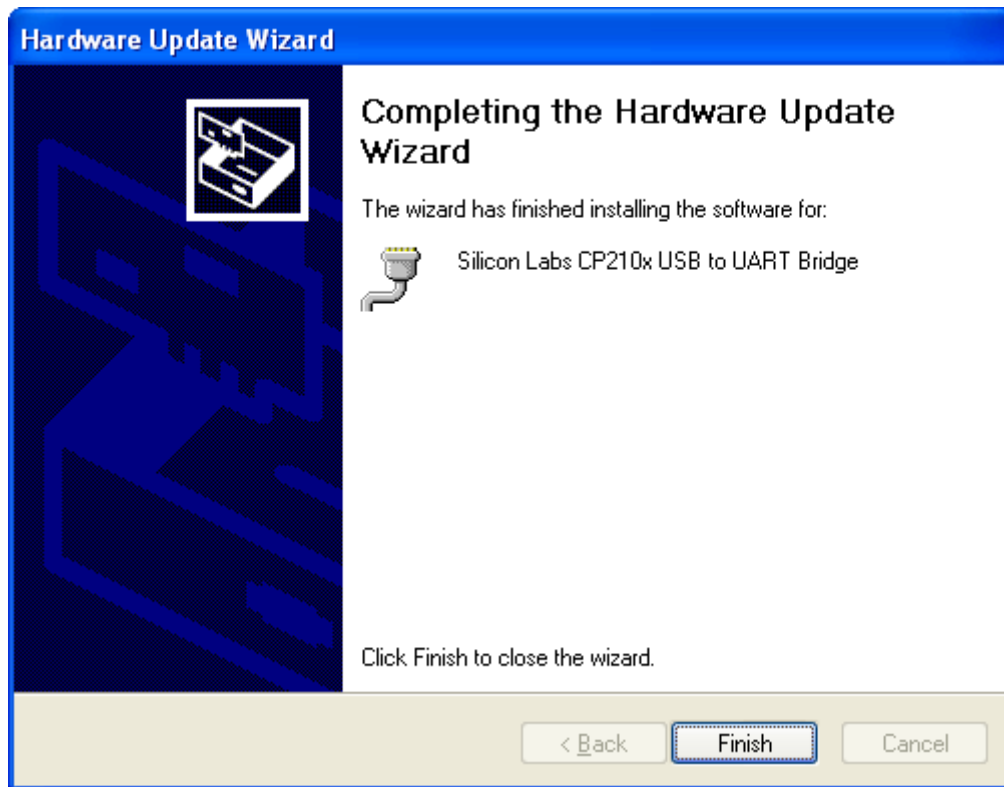 Hardware Update Wizard
Completing the Hardware Update
Wizard
The wizard has finished installing the software for:
Silicon Labs CP210x USB to UART Bridge
Click Finish to close the wizard.
< Back Finish Cancel